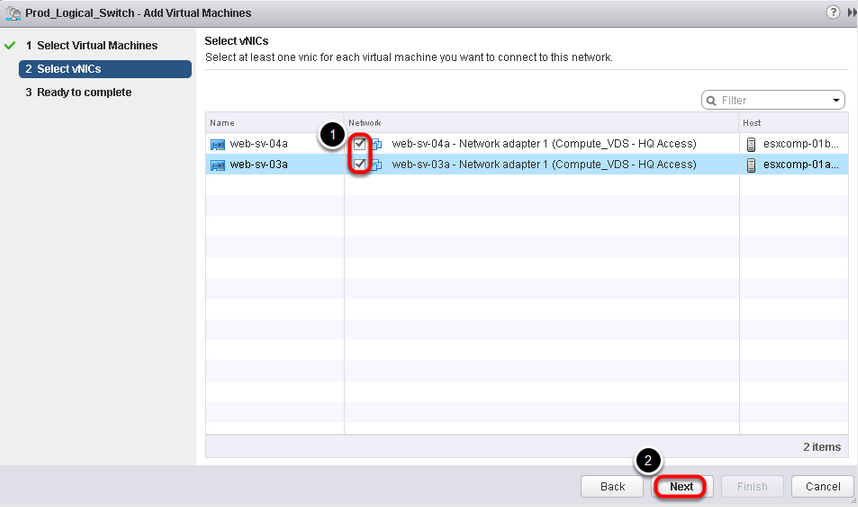 Prod_Logical_Switch - Add Virtual Machines
?
1 Select Virtual Machines
2 Select vNICs
3 Ready to complete
Select vNICs
Select at least one vnic for each virtual machine you want to connect to this network.
Filter
Name Network Host
1
web-sv-04a web-sv-04a - Network adapter 1 (Compute_VDS - HQ Access) esxcomp-01b...
web-sv-03a web-sv-03a - Network adapter 1 (Compute_VDS - HQ Access) esxcomp-01a...
2 items
2
Back Next Finish Cancel